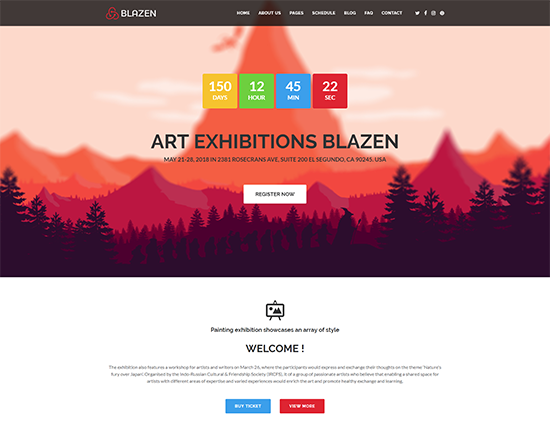 BLAZEN
HOME ABOUT US PAGES SCHEDULE BLOG FAQ CONTACT
150 12 45 22
DAYS HOUR MIN SEC
ART EXHIBITIONS BLAZEN
MAY 21-28, 2018 IN 2381 ROSECRANS AVE, SUITE 200 EL SEGUNDO, CA 90245, USA
REGISTER NOW
Painting exhibition showcases an array of style
WELCOME !
The exhibition also features a workshop for artists and writers on March 26, where the participants would express and exchange their thoughts on the theme 'Nature's
fury over Japan'. Organised by the Indo-Russian Cultural & Friendship Society (IRCFS), it is of a group of passionate artists who believe that enabling a shared space for
artists with different areas of expertise and varied experiences would enrich the art and promote healthy exchange and learning.
BUY TICKET VIEW MORE